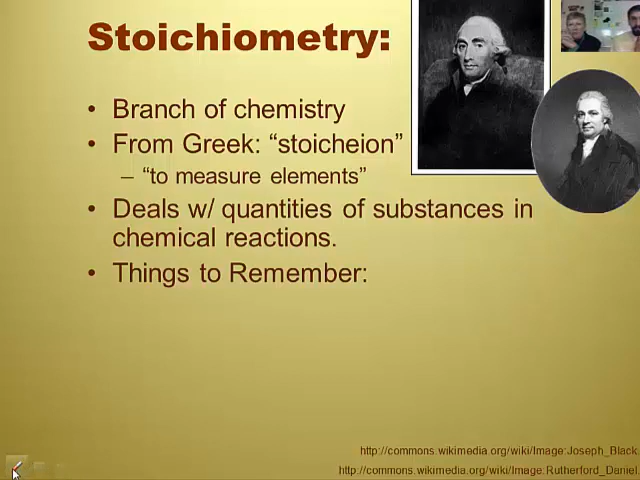 Stoichiometry:
• Branch of chemistry
• From Greek: “stoicheion”
– “to measure elements”
• Deals w/ quantities of substances in
chemical reactions.
• Things to Remember:
http://commons.wikimedia.org/wiki/Image:Joseph_Black.
http://commons.wikimedia.org/wiki/Image:Rutherford_Daniel.